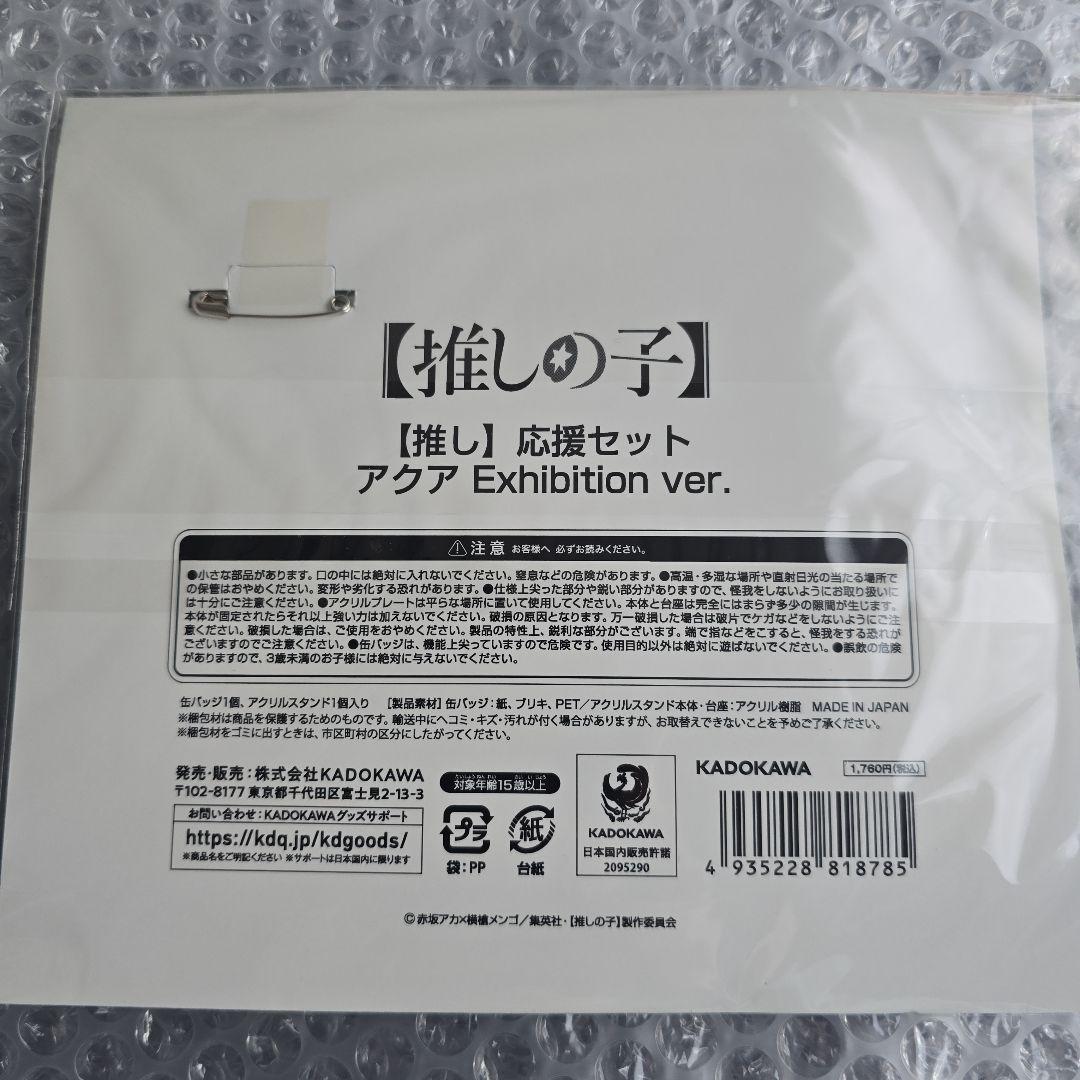 【推しの子】
【推し】応援セット
アクア Exhibition ver.
⚠注意 お客様へ 必ずお読みください。
●小さな部品があります。口の中には絶対に入れないでください。窒息などの危険があります。●高温・多湿な場所や直射日光の当たる場所で
の保管はおやめください。変形や劣化する恐れがあります。●仕様上尖った部分や鋭い部分がありますので、怪我をしないようにお取り扱いに
は十分にご注意ください。●アクリルプレートは平らな場所に置いて使用してください。本体と台座は完全にはまらず多少の隙間が生じます。
本体が固定されたらそれ以上強い力は加えないでください。破損の原因となります。万一破損した場合は破片でケガなどをしないようにご注
意ください。破損した場合は、ご使用をおやめください。製品の特性上、鋭利な部分がございます。端で指などをこすると、怪我をする恐れが
ございますのでご注意ください。●缶バッジは、機能上尖っていますので危険です。使用目的以外は絶対に遊ばないでください。●誤飲の危険
がありますので、3歳未満のお子様には絶対に与えないでください。
缶バッジ1個、アクリルスタンド1個入り [製品素材] 缶バッジ:紙、ブリキ、PET/アクリルスタンド本体・台座:アクリル樹脂 MADE IN JAPAN
※梱包材は商品を保護するためのものです。輸送中にヘコミ・キズ・汚れが付く場合がありますが、お取替えできないことを予めご了承ください。
※梱包材をゴミに出すときは、市区町村の区分にしたがってください。
発売・販売:株式会社KADOKAWA
〒102-8177 東京都千代田区富士見2-13-3
お問い合わせ:KADOKAWAグッズサポート
https://kdq.jp/kdgoods/
※商品名をご明記ください ※サポートは日本国内に限ります
たいしょうねんれい さい いじょう
対象年齢15歳以上
プラ
袋:PP
紙
台紙
KADOKAWA
日本国内販売許諾
2095290
KADOKAWA 1,760円(税込)
4 935228 818785
©赤坂アカ×横槍メンゴ/集英社・【推しの子】製作委員会